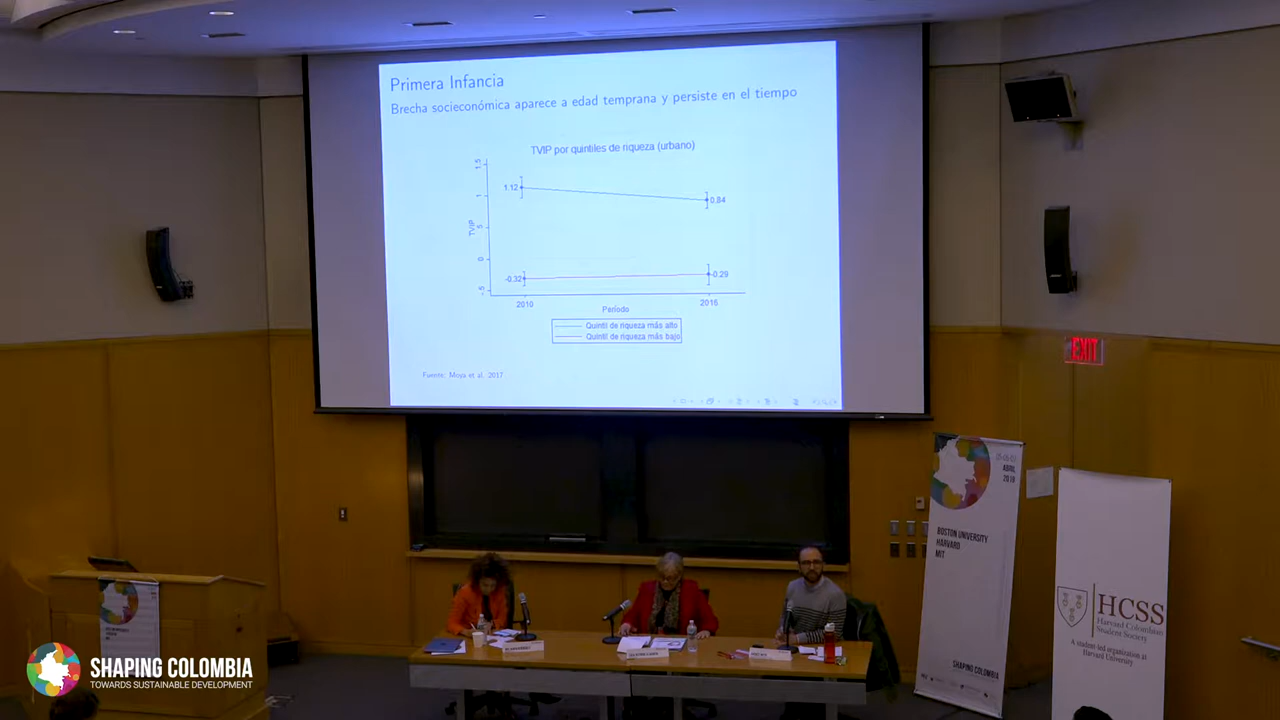 Primera Infancia
Brecha socieconómica aparece a edad temprana y persiste en el tiempo
TVIP por quintiles de riqueza (urbano)
1.5
1
.5
0
-.5
TVIP
1.12
0.84
-0.32
-0.29
2010
2016
Período
Quintil de riqueza más alto
Quintil de riqueza más bajo
Fuente: Moya et al. 2017
EXIT
ABRIL
BOSTON UNIVERSITY
HARVARD
MIT
SHAPING COLOMBIA
HCSS
Harvard Colombian
Student Society
A student-led organization at
Harvard University
SHAPING COLOMBIA
TOWARDS SUSTAINABLE DEVELOPMENT